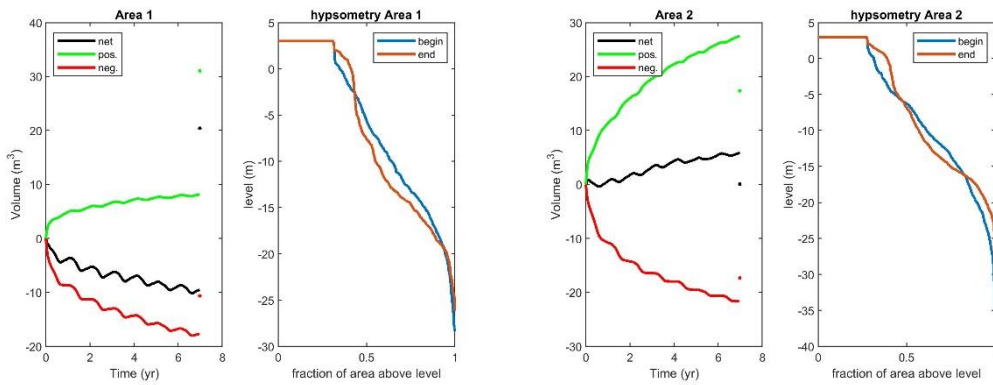 Area 1
40
30
20
10
0
-10
-20
Volume (m³)
net
pos.
neg.
0 2 4 6 8
Time (yr)
hypsometry Area 1
5
0
-5
-10
-15
-20
-25
-30
level (m)
begin
end
0 0.5 1
fraction of area above level
Area 2
30
20
10
0
-10
-20
-30
Volume (m³)
net
pos.
neg.
0 2 4 6 8
Time (yr)
hypsometry Area 2
5
0
-5
-10
-15
-20
-25
-30
-35
-40
level (m)
begin
end
0 0.5
fraction of area above level